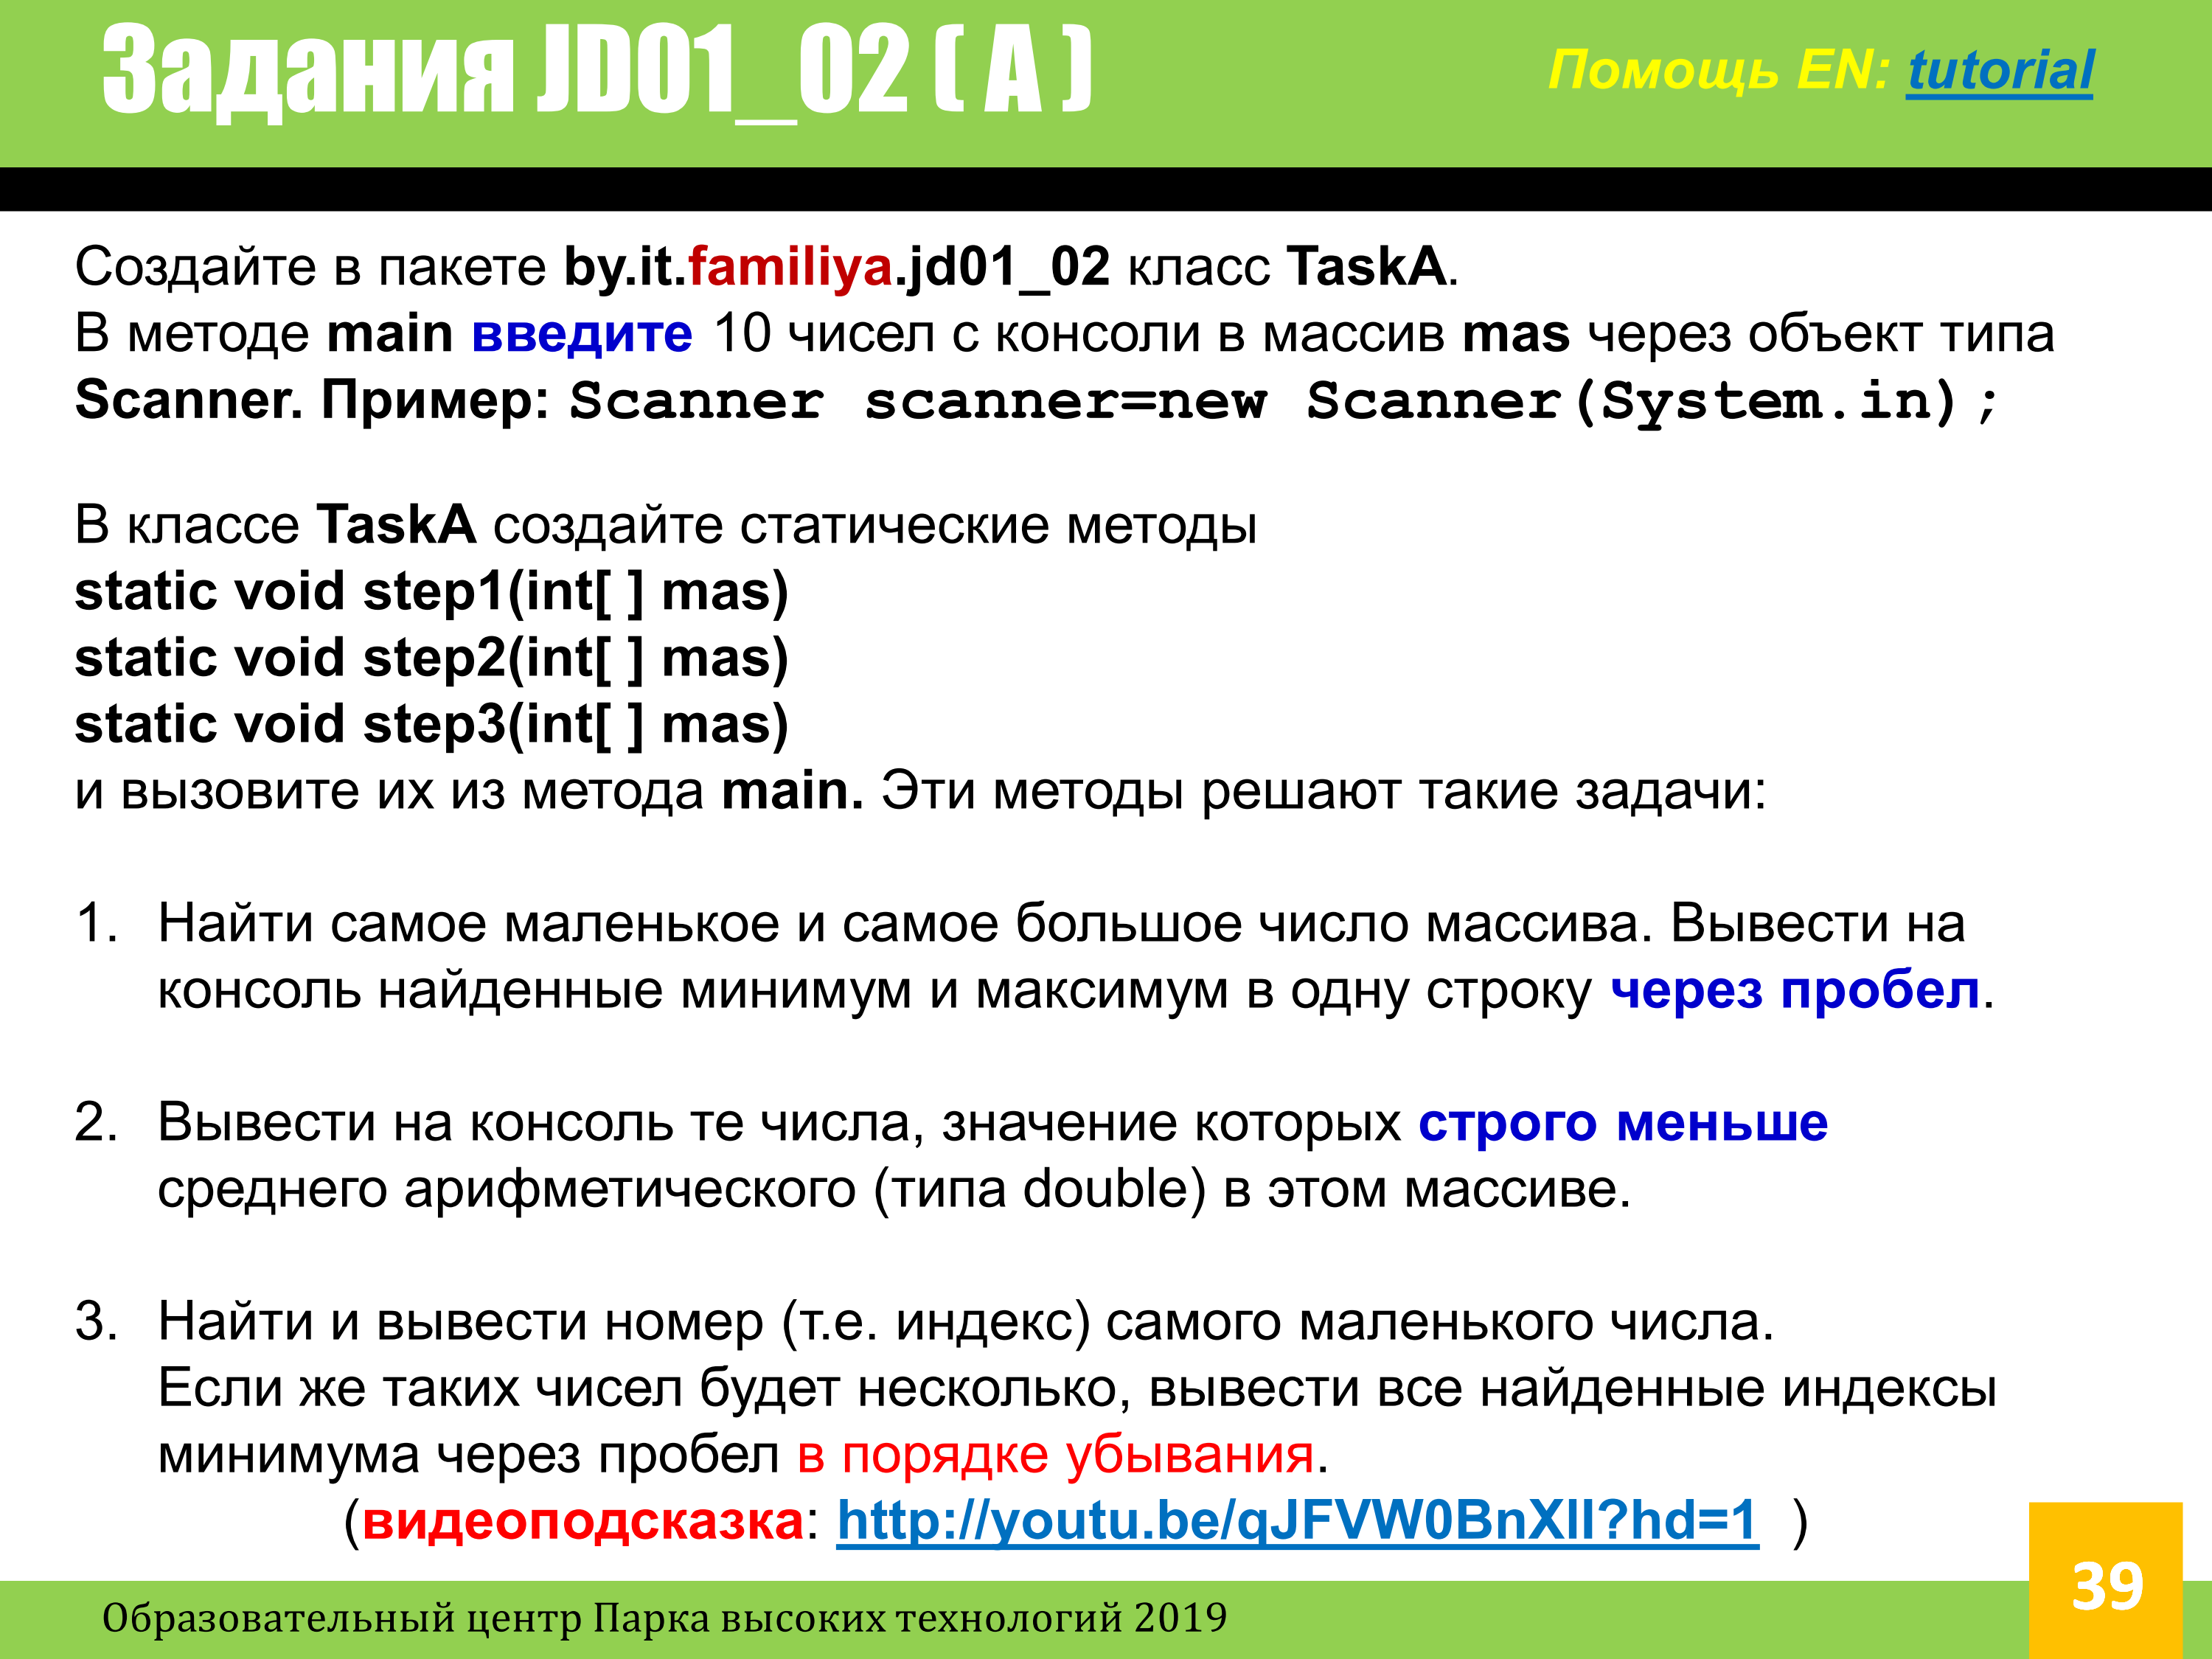 Задания JD01_02 ( A )
Помощь EN: tutorial
Создайте в пакете by.it.familiya.jd01_02 класс TaskA.
В методе main введите 10 чисел с консоли в массив mas через объект типа
Scanner. Пример: Scanner scanner=new Scanner(System.in);
В классе TaskA создайте статические методы
static void step1(int[ ] mas)
static void step2(int[ ] mas)
static void step3(int[ ] mas)
и вызовите их из метода main. Эти методы решают такие задачи:
1. Найти самое маленькое и самое большое число массива. Вывести на
консоль найденные минимум и максимум в одну строку через пробел.
2. Вывести на консоль те числа, значение которых строго меньше
среднего арифметического (типа double) в этом массиве.
3. Найти и вывести номер (т.е. индекс) самого маленького числа.
Если же таких чисел будет несколько, вывести все найденные индексы
минимума через пробел в порядке убывания.
(видеоподсказка: http://youtu.be/qJFVW0BnXlI?hd=1 )
39
Образовательный центр Парка высоких технологий 2019